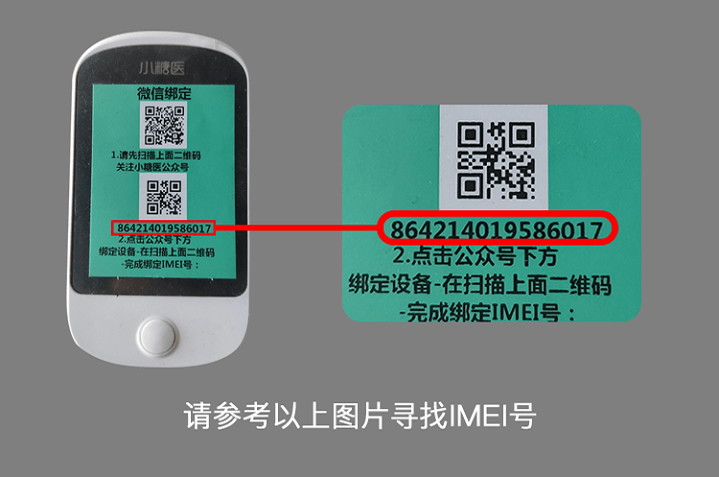 小糖医
微信绑定
1.请先扫描上面二维码
关注小糖医公众号
864214019586017
2.点击公众号下方
绑定设备-在扫描上面二维码
-完成绑定IMEI号：
864214019586017
2.点击公众号下方
绑定设备-在扫描上面二维码
-完成绑定IMEI号：
请参考以上图片寻找IMEI号